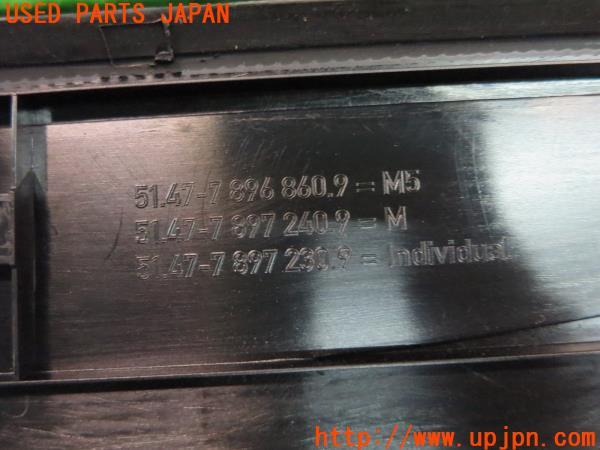 USED PARTS JAPAN
51.47-7 896 860.9 = M5
51.47-7 897 240.9 = M
51.47-7 897 230.9 = Individual
UPJ
http://www.upjpn.com/